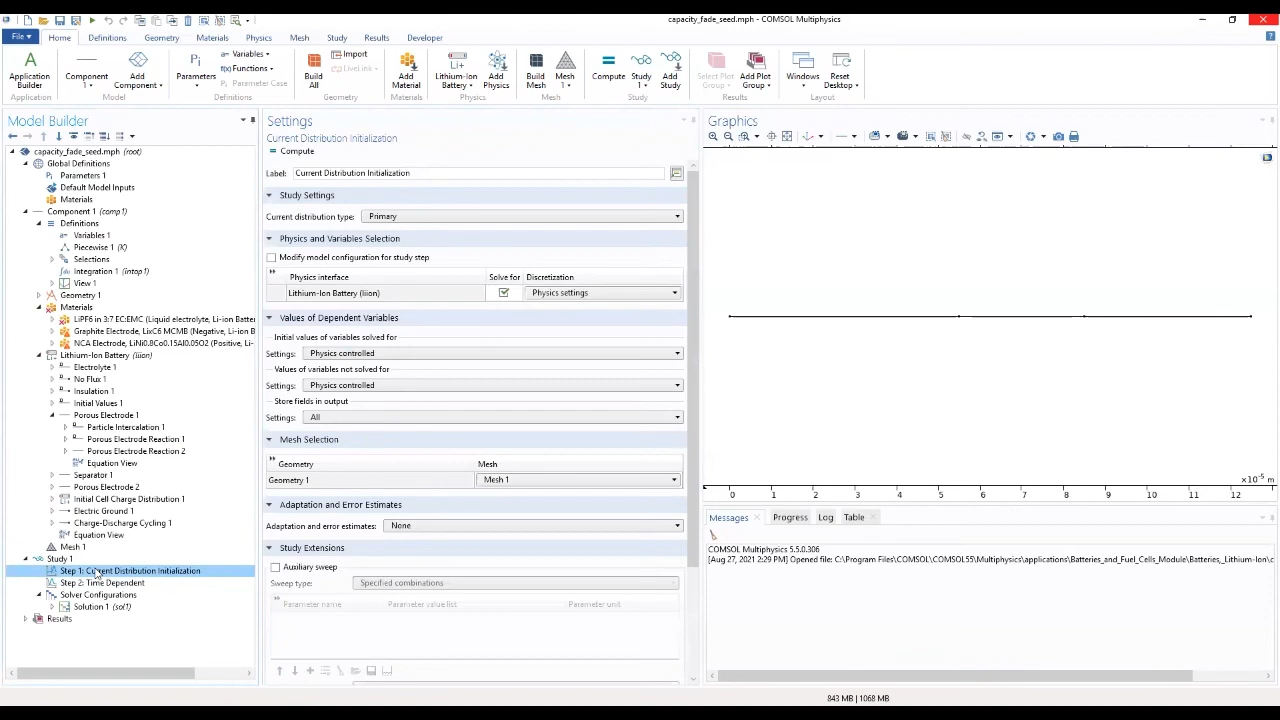 capacity_fade_seed.mph - COMSOL Multiphysics
File
Home
Definitions
Geometry
Materials
Physics
Mesh
Study
Results
Developer
Application Builder
Component 1
Add Component
Parameters
Variables
Functions
Parameter Case
Build All
Import
LiveLink
Add Material
Lithium-Ion Battery
Add Physics
Build Mesh
Mesh 1
Compute
Study 1
Add Study
Select Plot Group
Add Plot Group
Windows
Reset Desktop
Application
Model
Definitions
Geometry
Materials
Physics
Mesh
Study
Results
Layout
Model Builder
capacity_fade_seed.mph (root)
Global Definitions
Parameters 1
Default Model Inputs
Materials
Component 1 (comp1)
Definitions
Variables 1
Piecewise 1 (K)
Selections
Integration 1 (intop1)
View 1
Geometry 1
Materials
LiPF6 in 3:7 EC:EMC (Liquid electrolyte, Li-ion Batter
Graphite Electrode, LixC6 MCMB (Negative, Li-ion B
NCA Electrode, LiNi0.8Co0.15Al0.05O2 (Positive, Li-
Lithium-Ion Battery (liion)
Electrolyte 1
No Flux 1
Insulation 1
Initial Values 1
Porous Electrode 1
Particle Intercalation 1
Porous Electrode Reaction 1
Porous Electrode Reaction 2
Equation View
Separator 1
Porous Electrode 2
Initial Cell Charge Distribution 1
Electric Ground 1
Charge-Discharge Cycling 1
Equation View
Mesh 1
Study 1
Step 1: Current Distribution Initialization
Step 2: Time Dependent
Solver Configurations
Solution 1 (sol1)
Results
Settings
Current Distribution Initialization
= Compute
Label: Current Distribution Initialization
Study Settings
Current distribution type: Primary
Physics and Variables Selection
Modify model configuration for study step
Physics interface Solve for Discretization
Lithium-Ion Battery (liion) Physics settings
Values of Dependent Variables
Initial values of variables solved for
Settings: Physics controlled
Values of variables not solved for
Settings: Physics controlled
Store fields in output
Settings: All
Mesh Selection
Geometry Mesh
Geometry 1 Mesh 1
Adaptation and Error Estimates
Adaptation and error estimates: None
Study Extensions
Auxiliary sweep
Sweep type: Specified combinations
Parameter name Parameter value list Parameter unit
Graphics
×10⁻⁵ m
0 1 2 3 4 5 6 7 8 9 10 11 12
Messages
Progress
Log
Table
COMSOL Multiphysics 5.5.0.306
[Aug 27, 2021 2:29 PM] Opened file: C:\Program Files\COMSOL\COMSOL55\Multiphysics\applications\Batteries_and_Fuel_Cells_Module\Batteries_Lithium-Ion\c
843 MB | 1068 MB